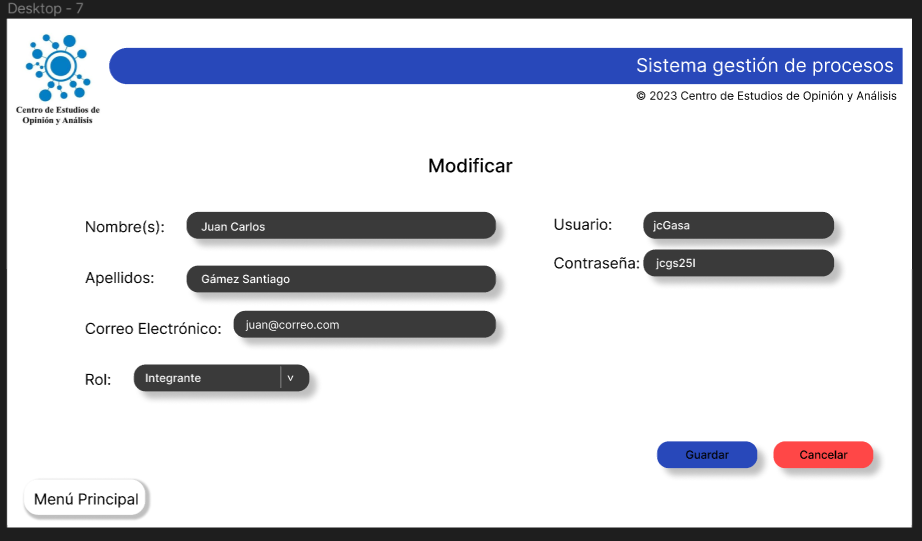 Desktop - 7
Sistema gestión de procesos
© 2023 Centro de Estudios de Opinión y Análisis
Centro de Estudios de
Opinión y Análisis
Modificar
Nombre(s): Juan Carlos
Usuario: jcGasa
Apellidos: Gámez Santiago
Contraseña: jcgs25l
Correo Electrónico: juan@correo.com
Rol: Integrante v
Guardar Cancelar
Menú Principal